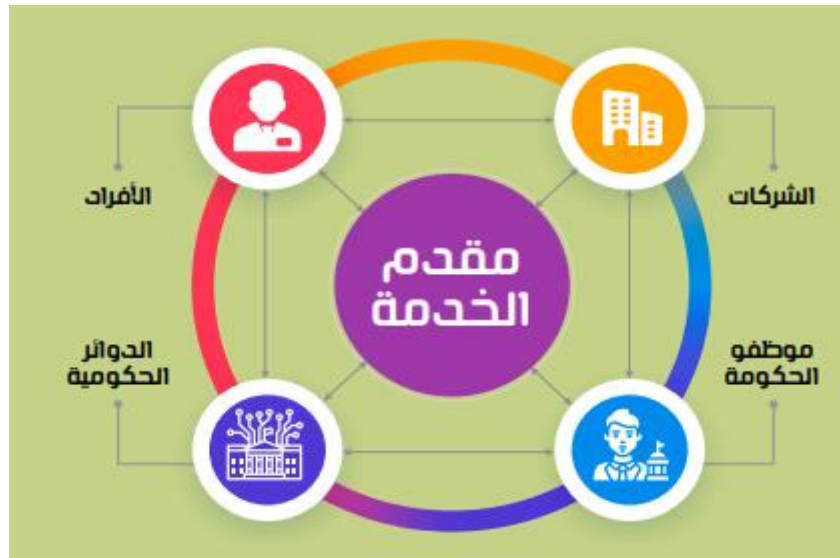 الشركات
الأفراد
مقدم
الخدمة
موظفو
الحكومة
الدوائر
الحكومية